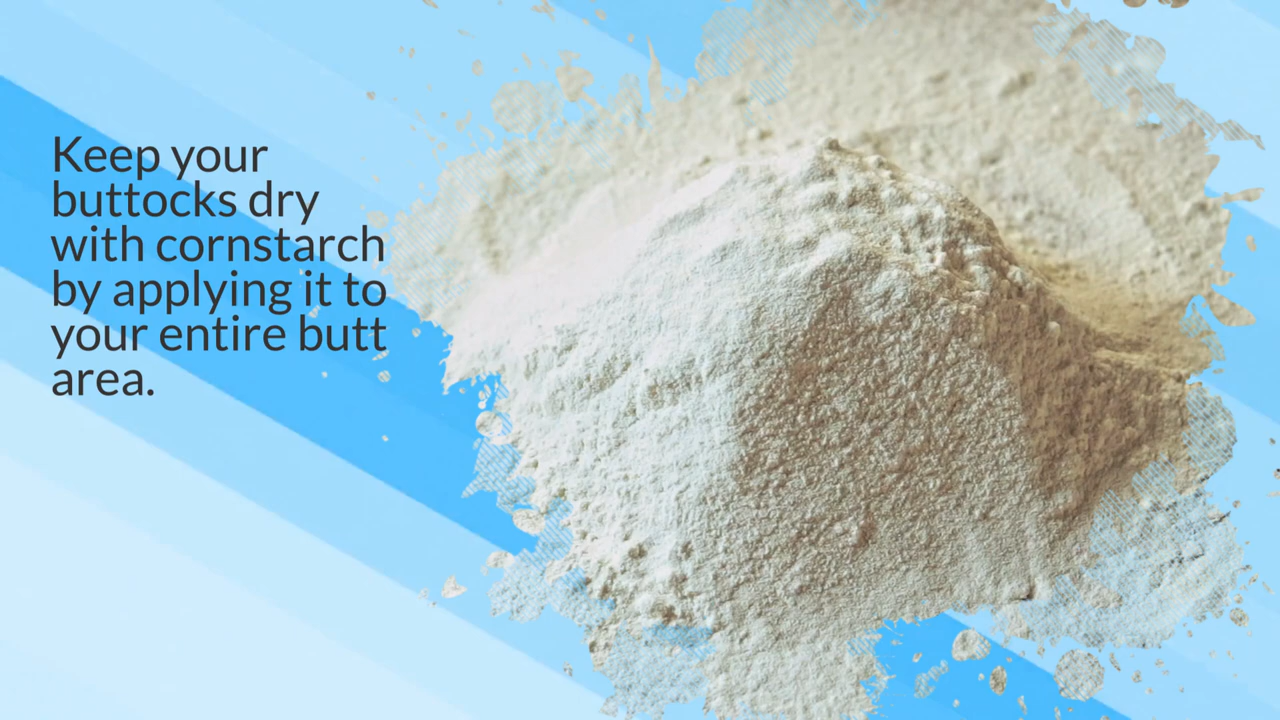 Keep your
buttocks dry
with cornstarch
by applying it to
your entire butt
area.